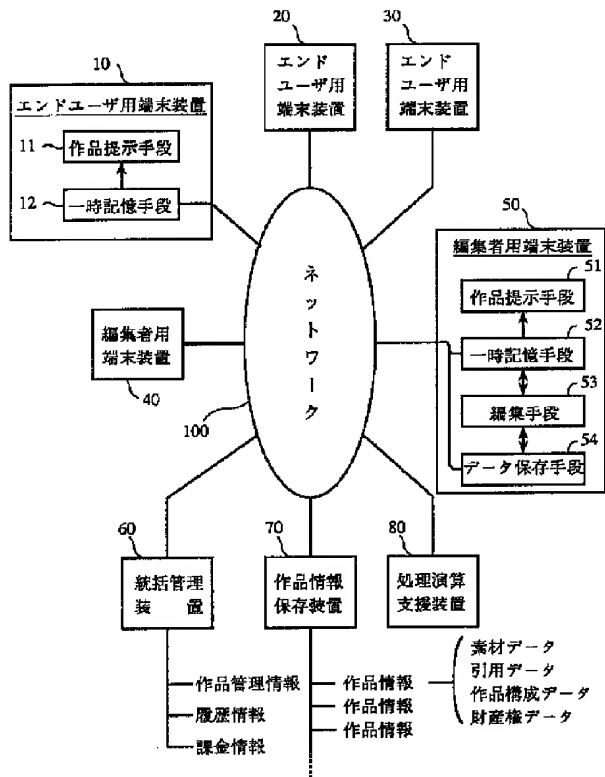 20
30
エンド
ユーザ用
端末装置
エンド
ユーザ用
端末装置
10
エンドユーザ用端末装置
11
作品提示手段
12
一時記憶手段
50
編集者用端末装置
51
作品提示手段
52
一時記憶手段
53
編集手段
54
データ保存手段
ネットワーク
編集者用
端末装置
40
100
60
統括管理
装 置
70
作品情報
保存装置
80
処理演算
支援装置
作品管理情報
履歴情報
課金情報
作品情報
作品情報
作品情報
素材データ
引用データ
作品構成データ
財産権データ